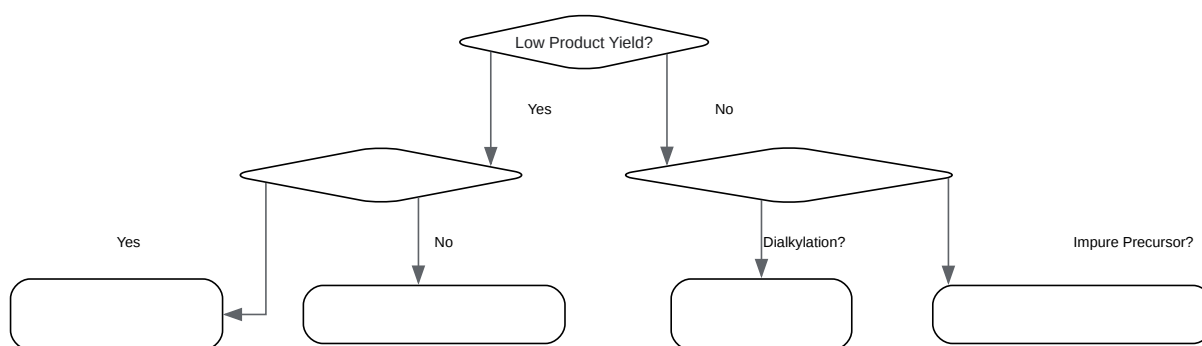 Low Product Yield?
Yes
No
Yes
No
Dialkylation?
Impure Precursor?